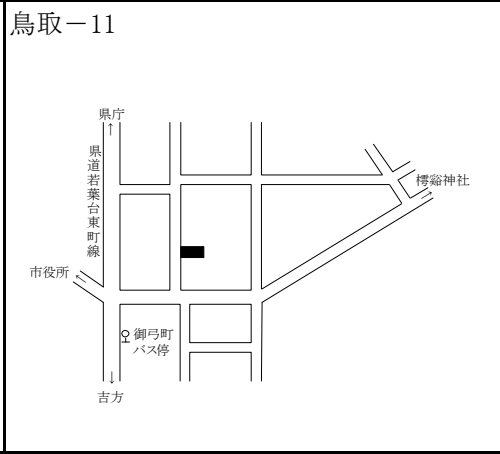 鳥取－11
県庁
↑
県道若葉台東町線
樗谿神社
→
市役所
←
御弓町
バス停
↓
吉方